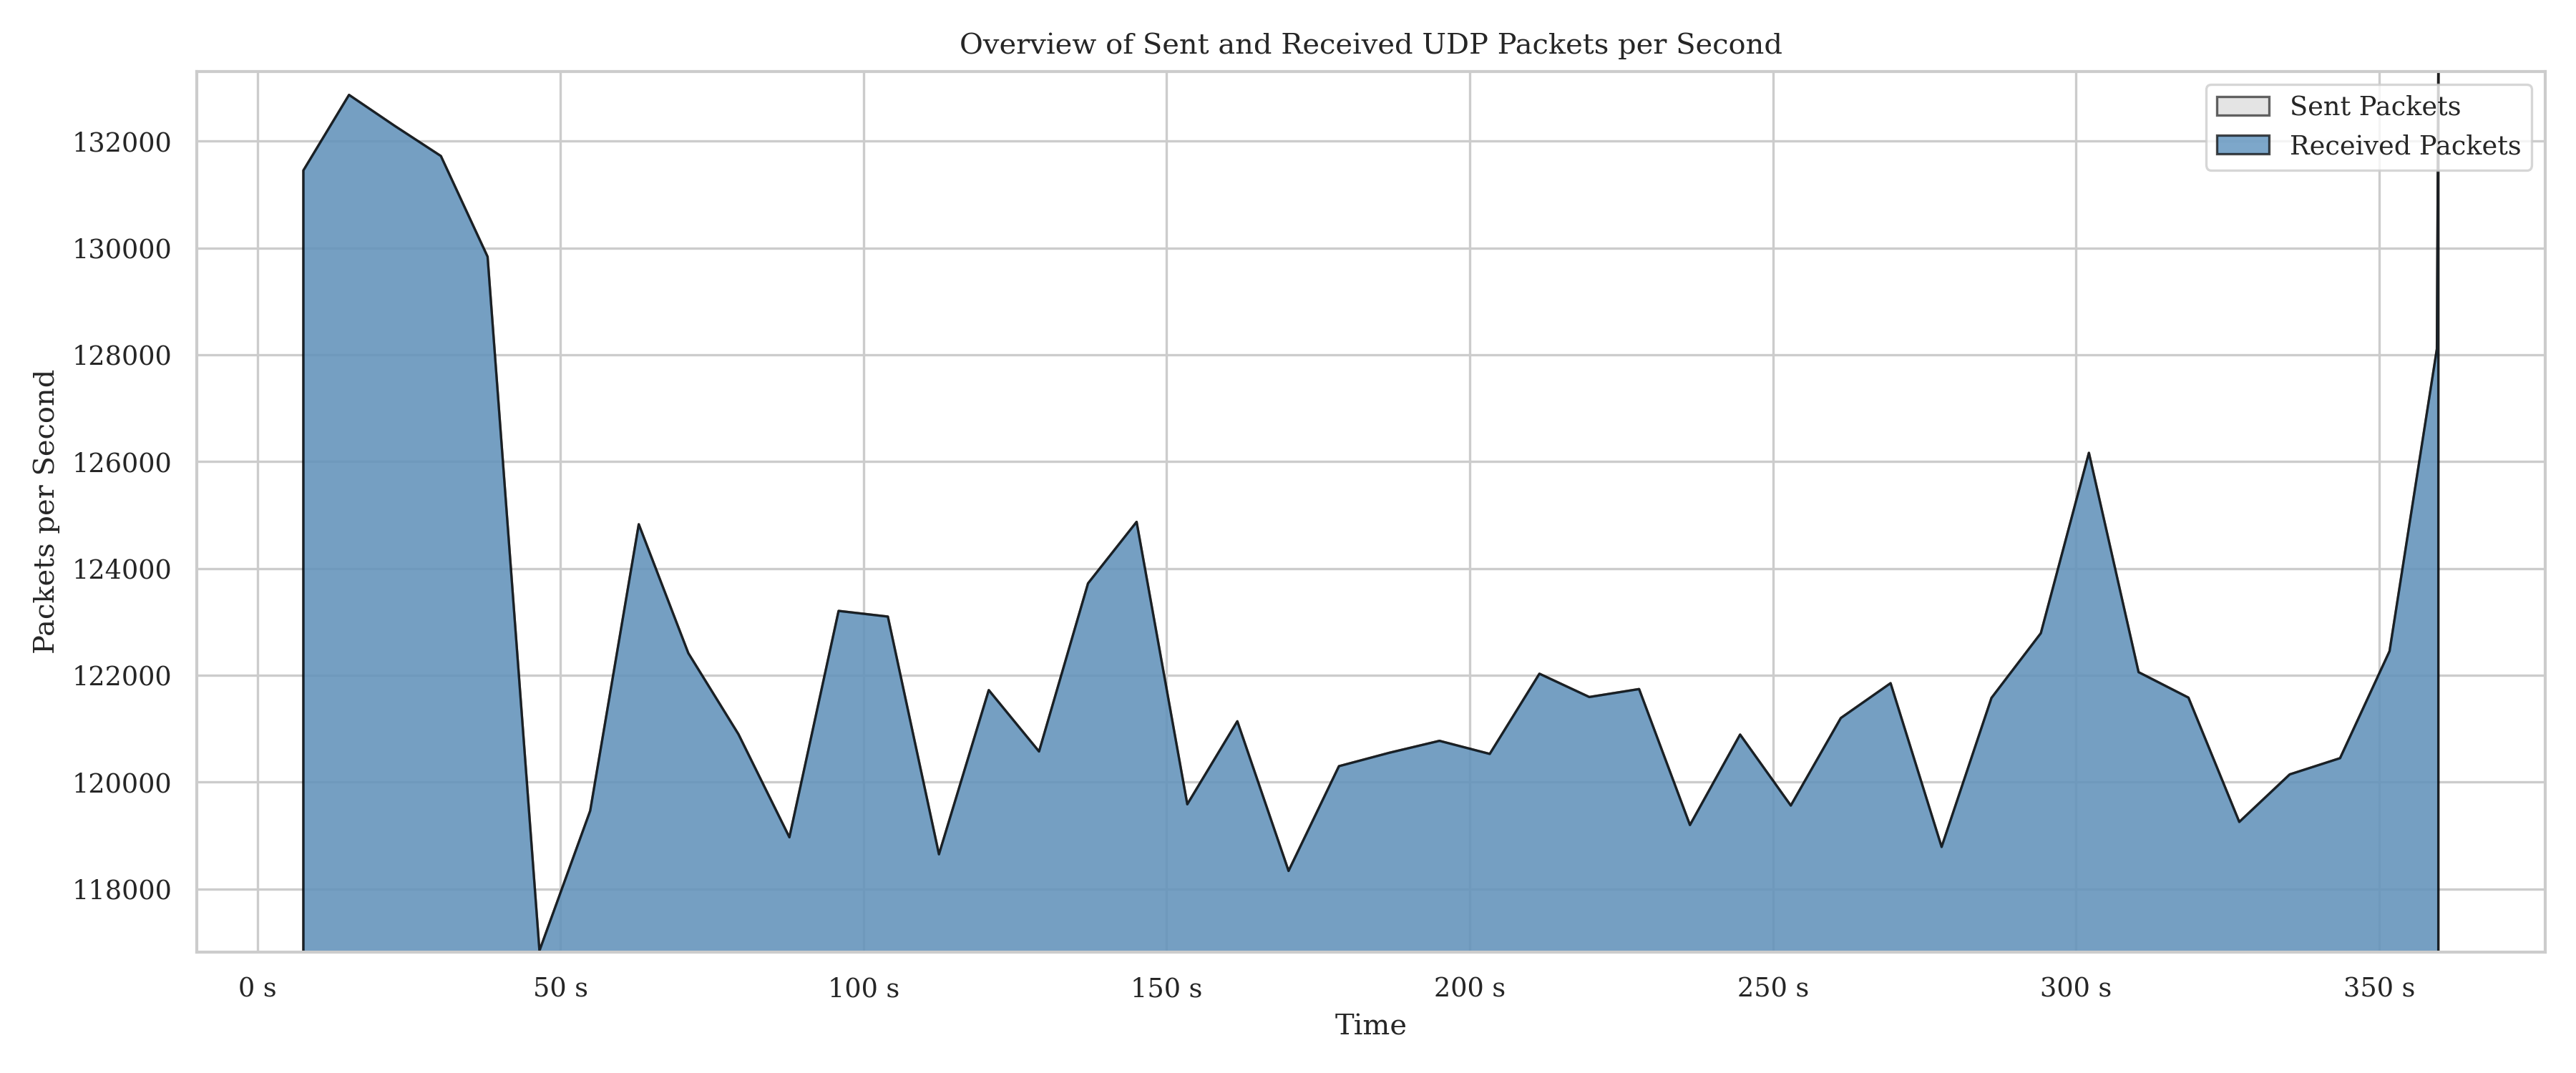 Overview of Sent and Received UDP Packets per Second
Sent Packets
Received Packets
Packets per Second
132000
130000
128000
126000
124000
122000
120000
118000
0 s
50 s
100 s
150 s
200 s
250 s
300 s
350 s
Time